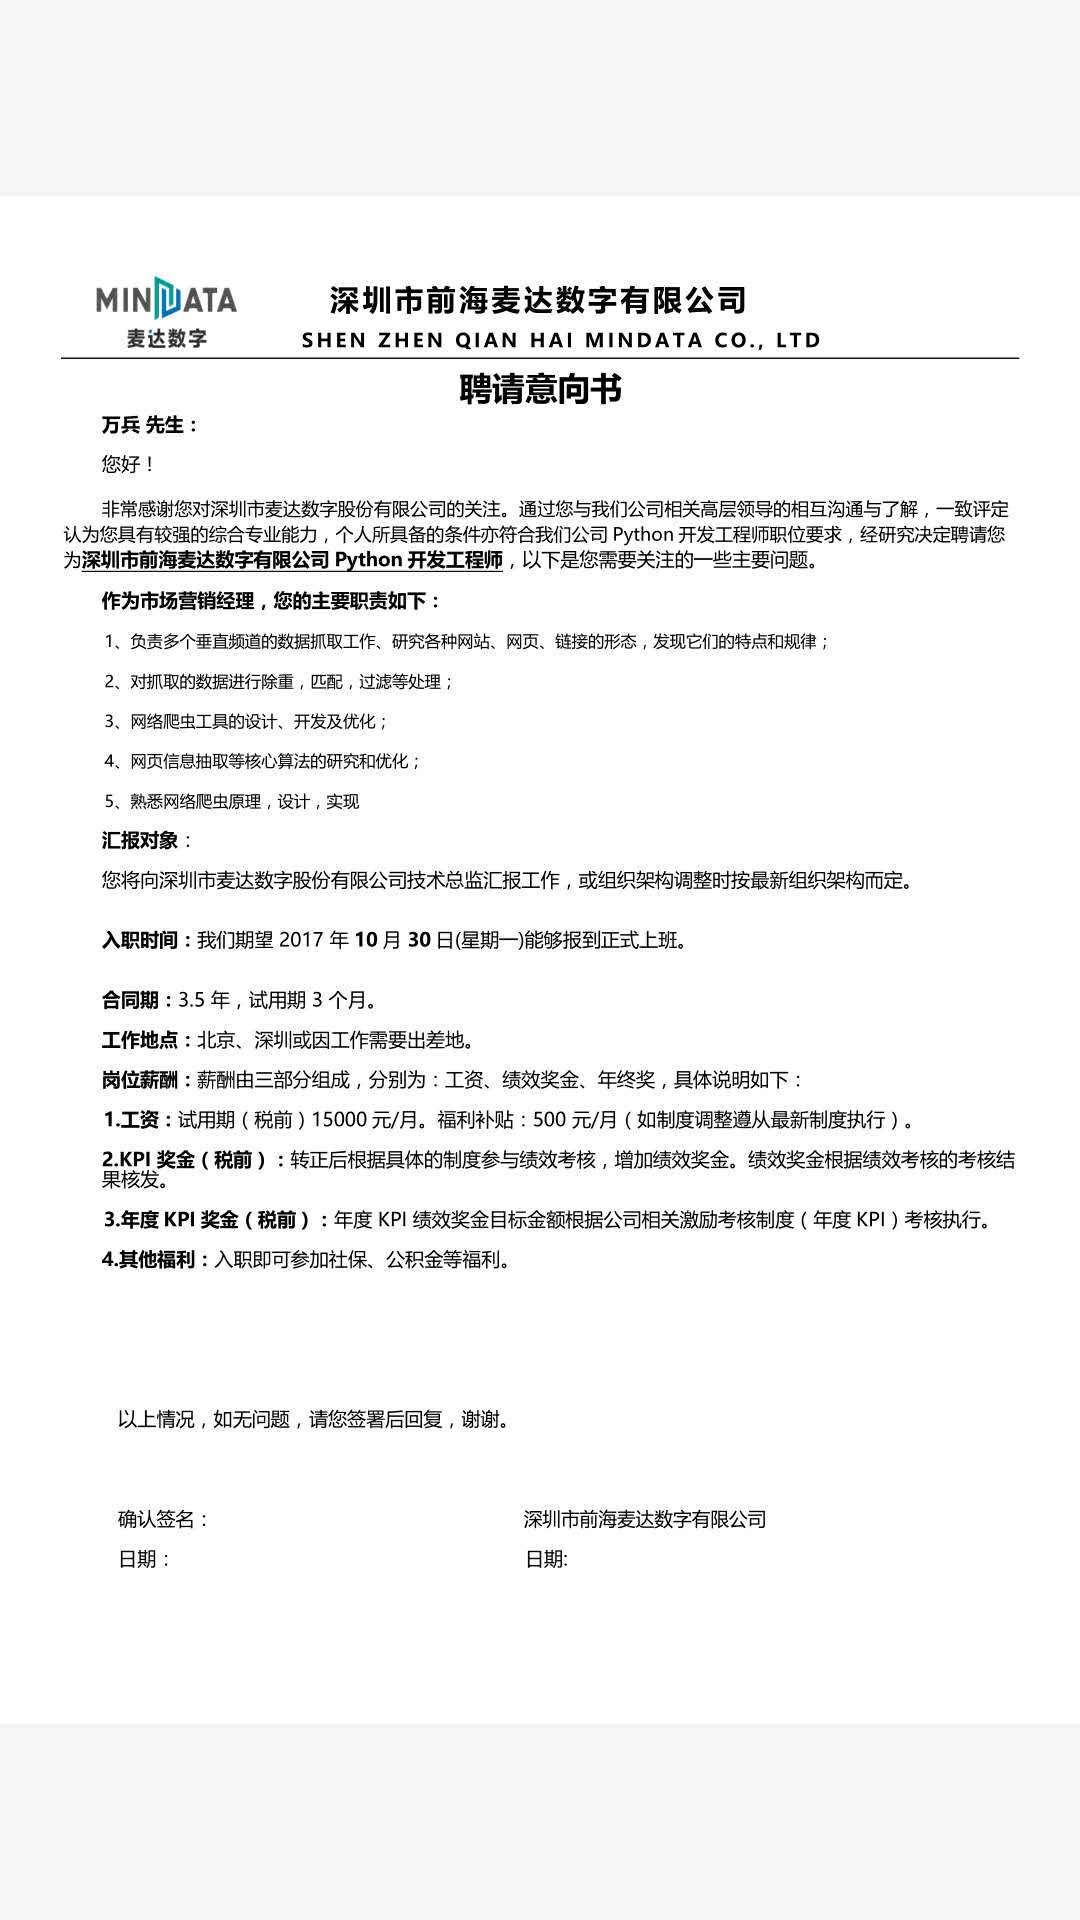 MINDATA
麦达数字
深圳市前海麦达数字有限公司
SHEN ZHEN QIAN HAI MINDATA CO., LTD
聘请意向书
万兵 先生：
您好！
非常感谢您对深圳市麦达数字股份有限公司的关注。通过您与我们公司相关高层领导的相互沟通与了解，一致评定
认为您具有较强的综合专业能力，个人所具备的条件亦符合我们公司 Python 开发工程师职位要求，经研究决定聘请您
为深圳市前海麦达数字有限公司 Python 开发工程师，以下是您需要关注的一些主要问题。
作为市场营销经理，您的主要职责如下：
1、负责多个垂直频道的数据抓取工作、研究各种网站、网页、链接的形态，发现它们的特点和规律；
2、对抓取的数据进行除重，匹配，过滤等处理；
3、网络爬虫工具的设计、开发及优化；
4、网页信息抽取等核心算法的研究和优化；
5、熟悉网络爬虫原理，设计，实现
汇报对象：
您将向深圳市麦达数字股份有限公司技术总监汇报工作，或组织架构调整时按最新组织架构而定。
入职时间：我们期望 2017 年 10 月 30 日(星期一)能够报到正式上班。
合同期：3.5 年，试用期 3 个月。
工作地点：北京、深圳或因工作需要出差地。
岗位薪酬：薪酬由三部分组成，分别为：工资、绩效奖金、年终奖，具体说明如下：
1.工资：试用期（税前）15000 元/月。福利补贴：500 元/月（如制度调整遵从最新制度执行）。
2.KPI 奖金（税前）：转正后根据具体的制度参与绩效考核，增加绩效奖金。绩效奖金根据绩效考核的考核结
果核发。
3.年度 KPI 奖金（税前）：年度 KPI 绩效奖金目标金额根据公司相关激励考核制度（年度 KPI）考核执行。
4.其他福利：入职即可参加社保、公积金等福利。
以上情况，如无问题，请您签署后回复，谢谢。
确认签名： 深圳市前海麦达数字有限公司
日期： 日期: